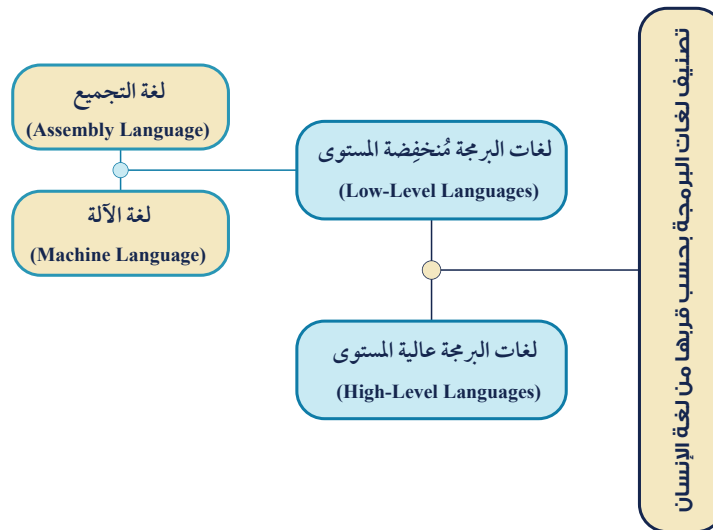 تصنيف لغات البرمجة بحسب قربها من لغة الإنسان
لغات البرمجة مُنخفِضة المستوى
(Low-Level Languages)
لغة التجميع
(Assembly Language)
لغة الآلة
(Machine Language)
لغات البرمجة عالية المستوى
(High-Level Languages)